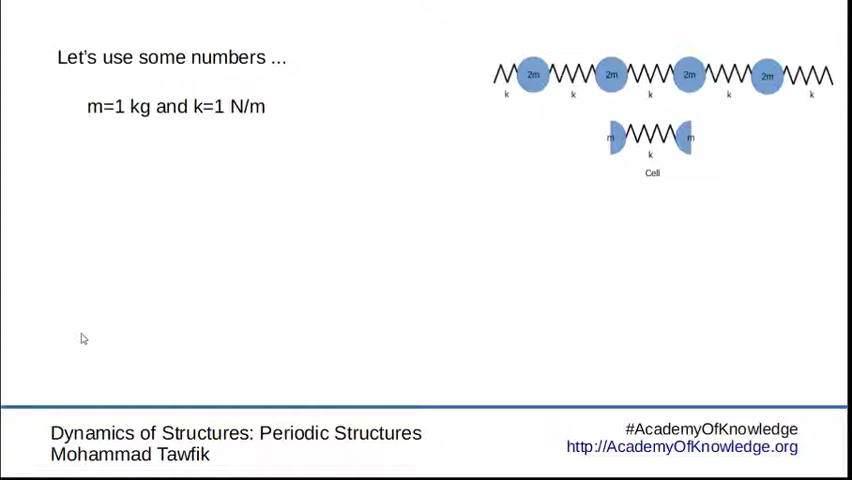 Let's use some numbers ...
m=1 kg and k=1 N/m
2m 2m 2m 2m
k k k k k
m m
k
Cell
Dynamics of Structures: Periodic Structures
Mohammad Tawfik
#AcademyOfKnowledge
http://AcademyOfKnowledge.org